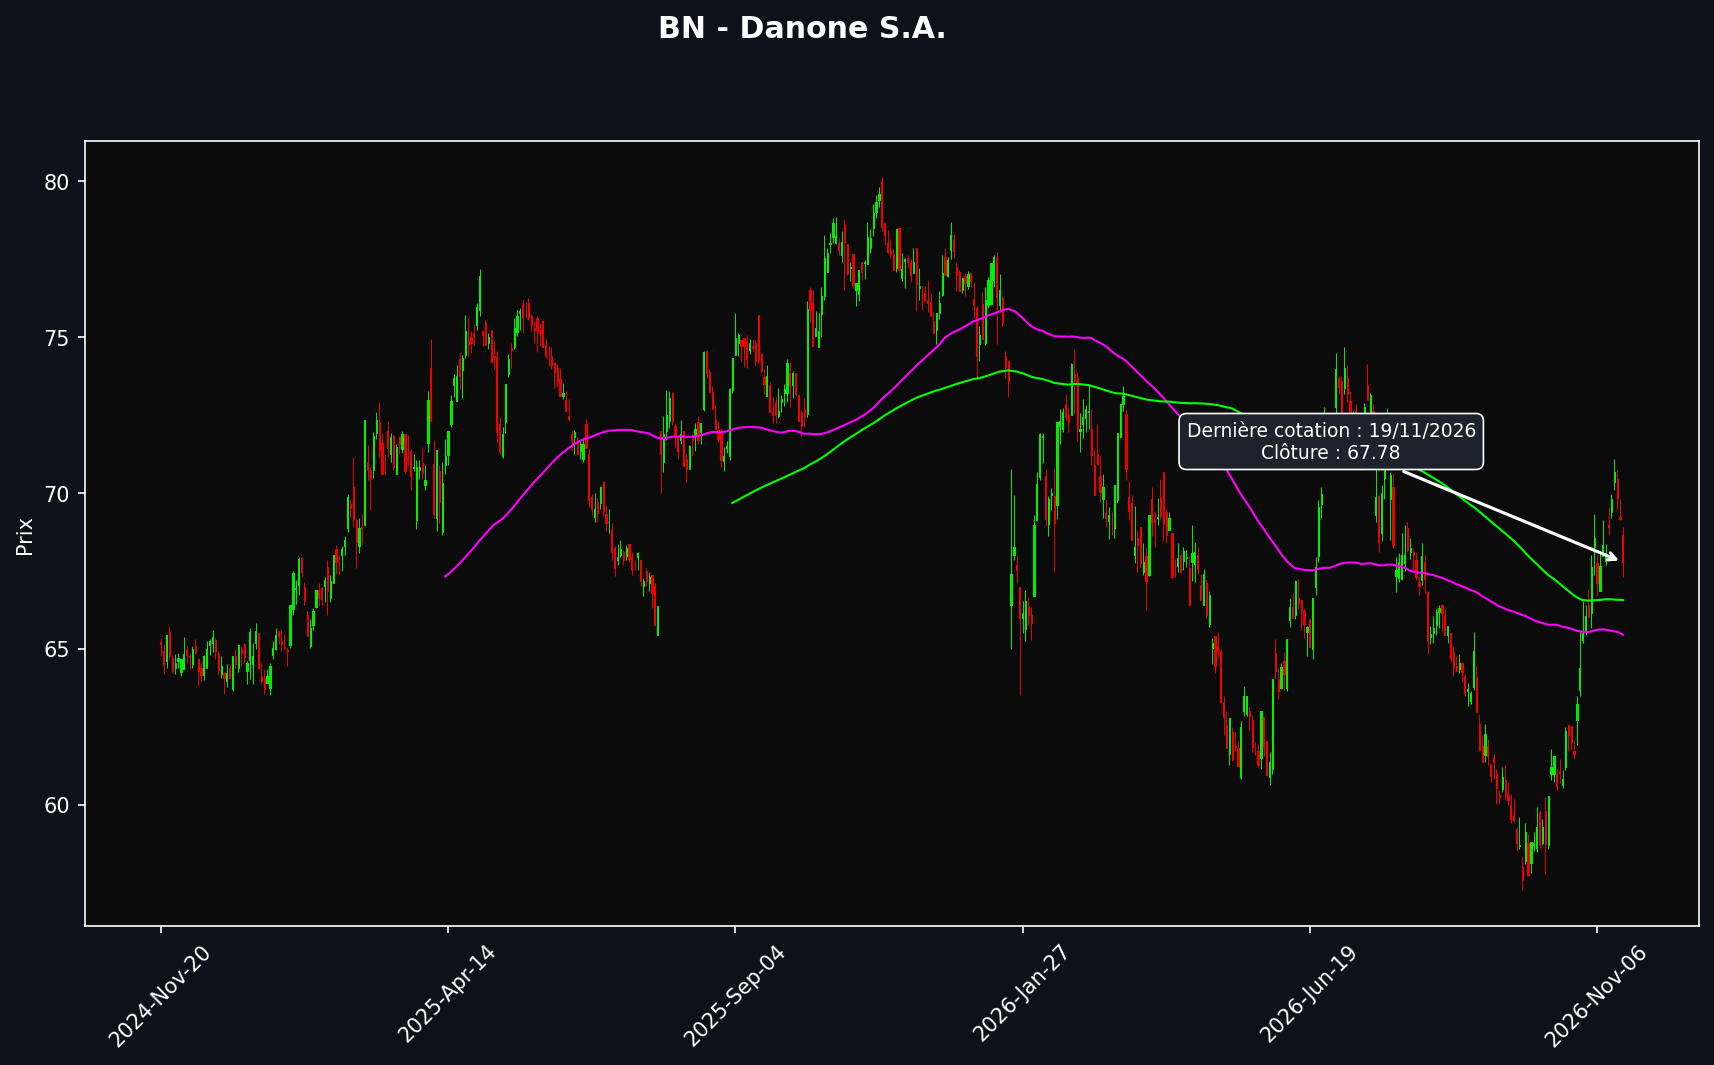 BN - Danone S.A.
80
75
70
65
60
Prix
Dernière cotation : 19/11/2026
Clôture : 67.78
2024-Nov-20
2025-Apr-14
2025-Sep-04
2026-Jan-27
2026-Jun-19
2026-Nov-06